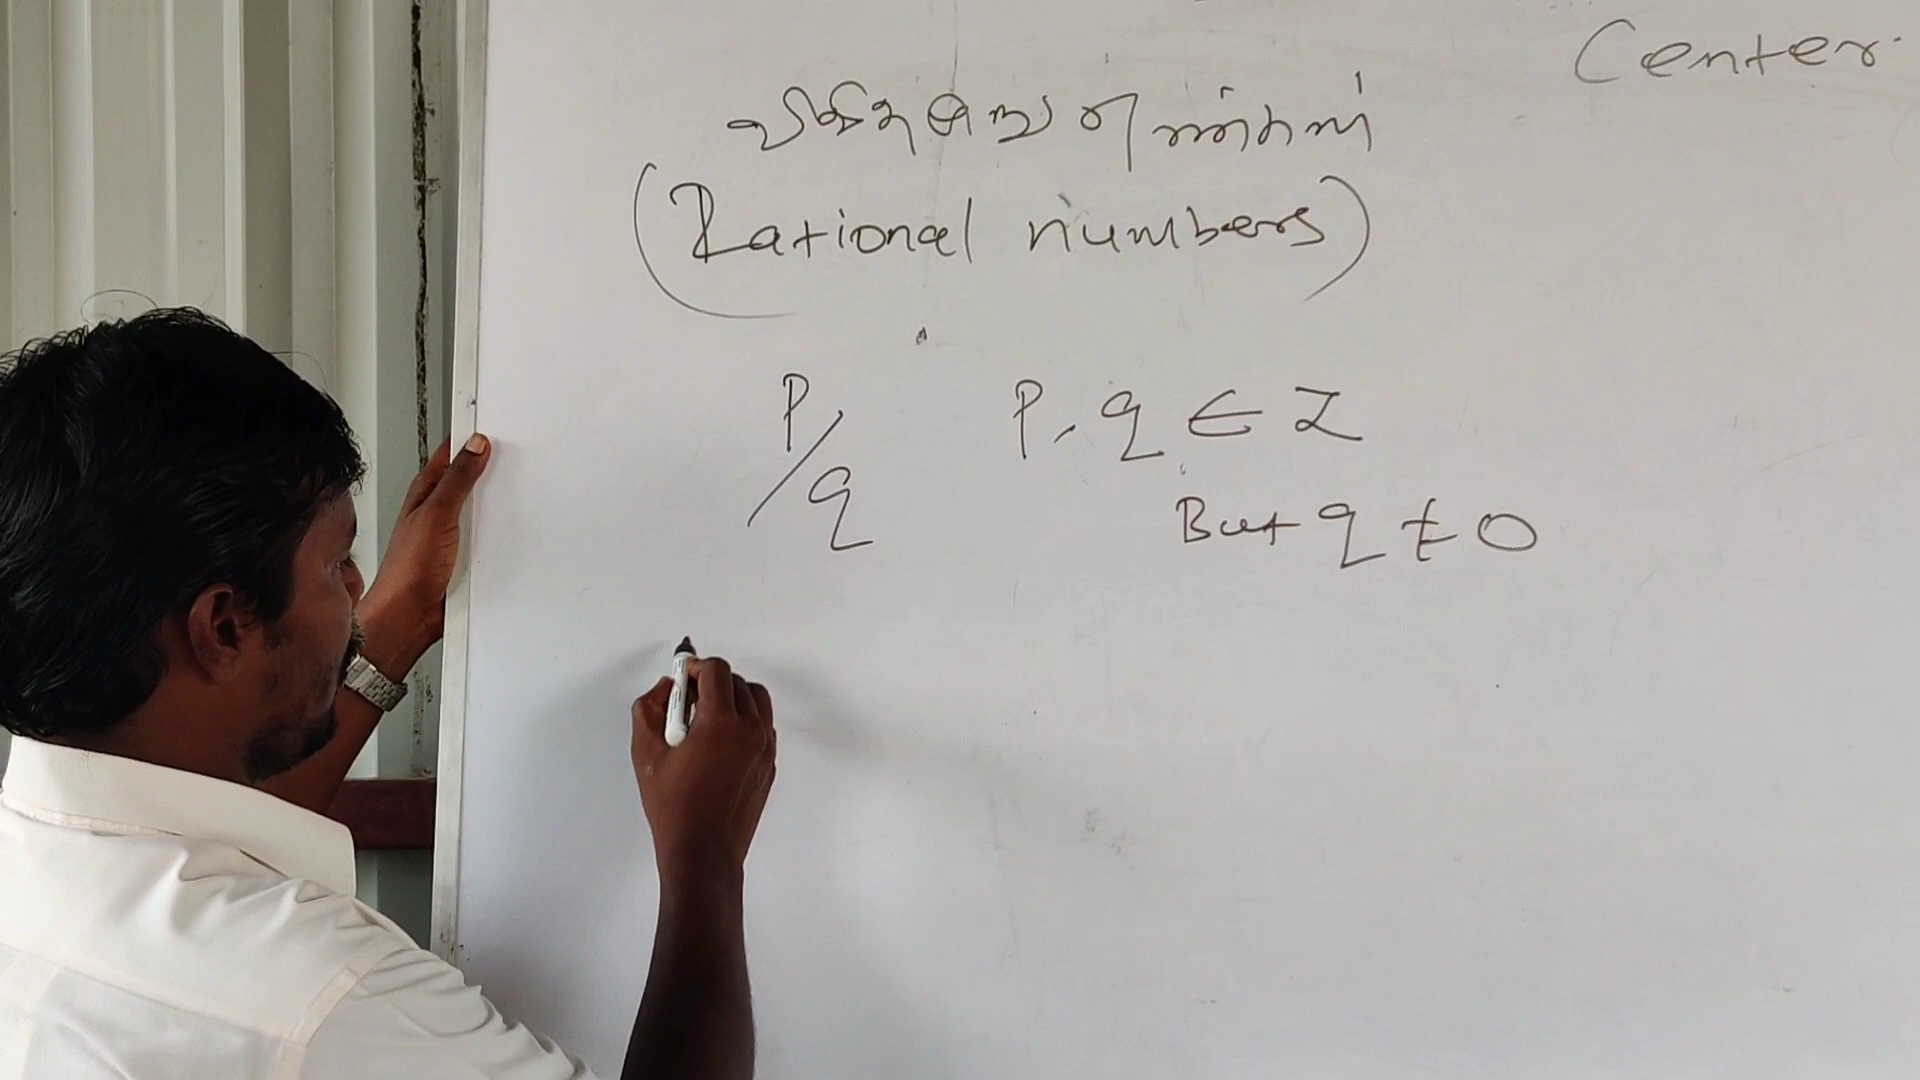 Center
விகிதமுறு எண்கள்
(Rational numbers)
P/q P, q ∈ Z
But q ≠ 0